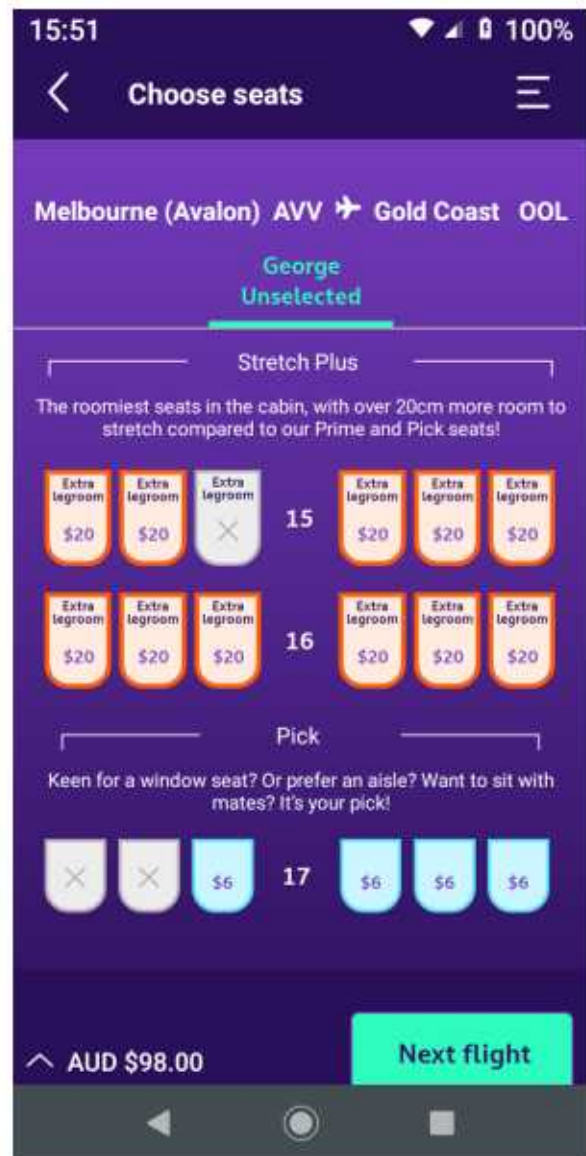 15:51 100%
Choose seats
Melbourne (Avalon) AVV Gold Coast OOL
George
Unselected
Stretch Plus
The roomiest seats in the cabin, with over 20cm more room to
stretch compared to our Prime and Pick seats!
Extra legroom Extra legroom Extra legroom Extra legroom Extra legroom Extra legroom
$20 $20 15 $20 $20 $20
Extra legroom Extra legroom Extra legroom Extra legroom Extra legroom Extra legroom
$20 $20 $20 16 $20 $20 $20
Pick
Keen for a window seat? Or prefer an aisle? Want to sit with
mates? It's your pick!
$6 17 $6 $6 $6
AUD $98.00 Next flight